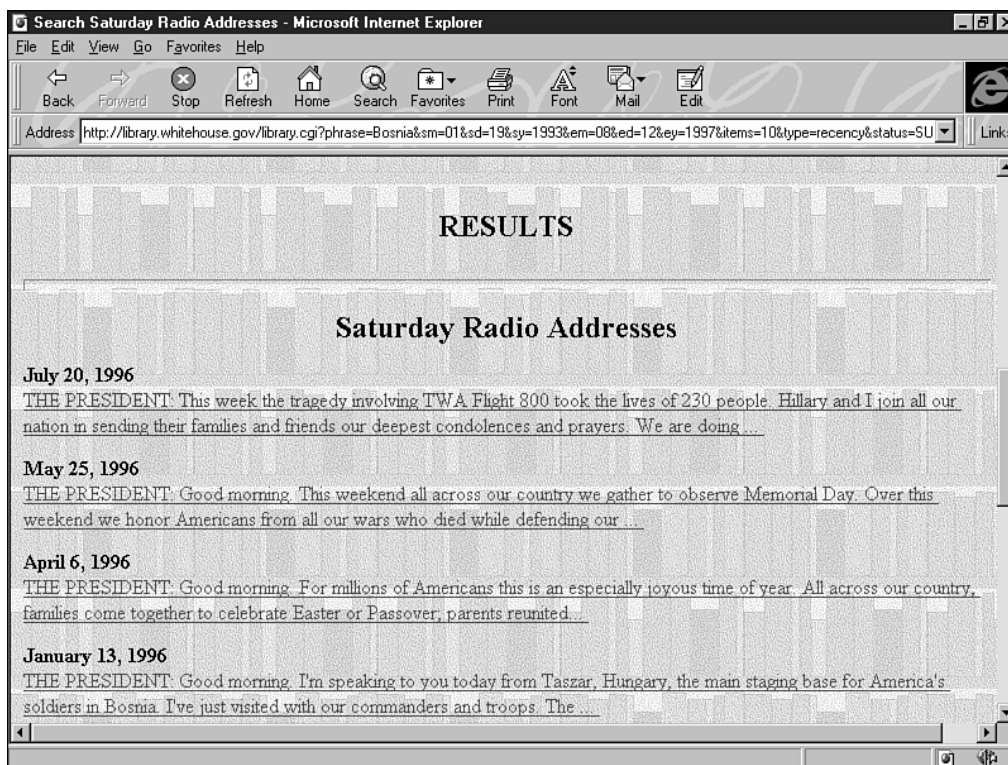 Search Saturday Radio Addresses - Microsoft Internet Explorer
File Edit View Go Favorites Help
Back Forward Stop Refresh Home Search Favorites Print Font Mail Edit
Address http://library.whitehouse.gov/library.cgi?phrase=Bosnia&sm=01&sd=19&sy=1993&em=08&ed=12&ey=1997&items=10&type=recency&status=SU Links
RESULTS
Saturday Radio Addresses
July 20, 1996
THE PRESIDENT: This week the tragedy involving TWA Flight 800 took the lives of 230 people. Hillary and I join all our
nation in sending their families and friends our deepest condolences and prayers. We are doing ...
May 25, 1996
THE PRESIDENT: Good morning. This weekend all across our country we gather to observe Memorial Day. Over this
weekend we honor Americans from all our wars who died while defending our ...
April 6, 1996
THE PRESIDENT: Good morning. For millions of Americans this is an especially joyous time of year. All across our country,
families come together to celebrate Easter or Passover; parents reunited...
January 13, 1996
THE PRESIDENT: Good morning. I'm speaking to you today from Taszar, Hungary, the main staging base for America's
soldiers in Bosnia. I've just visited with our commanders and troops. The ...